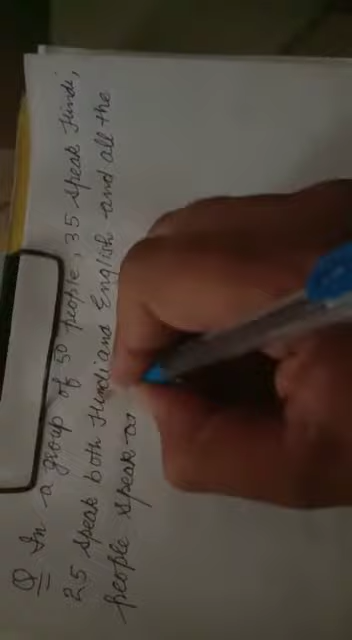 Q In a group of 50 people, 35 speak Hindi,
25 speak both Hindi and English and all the
people speak